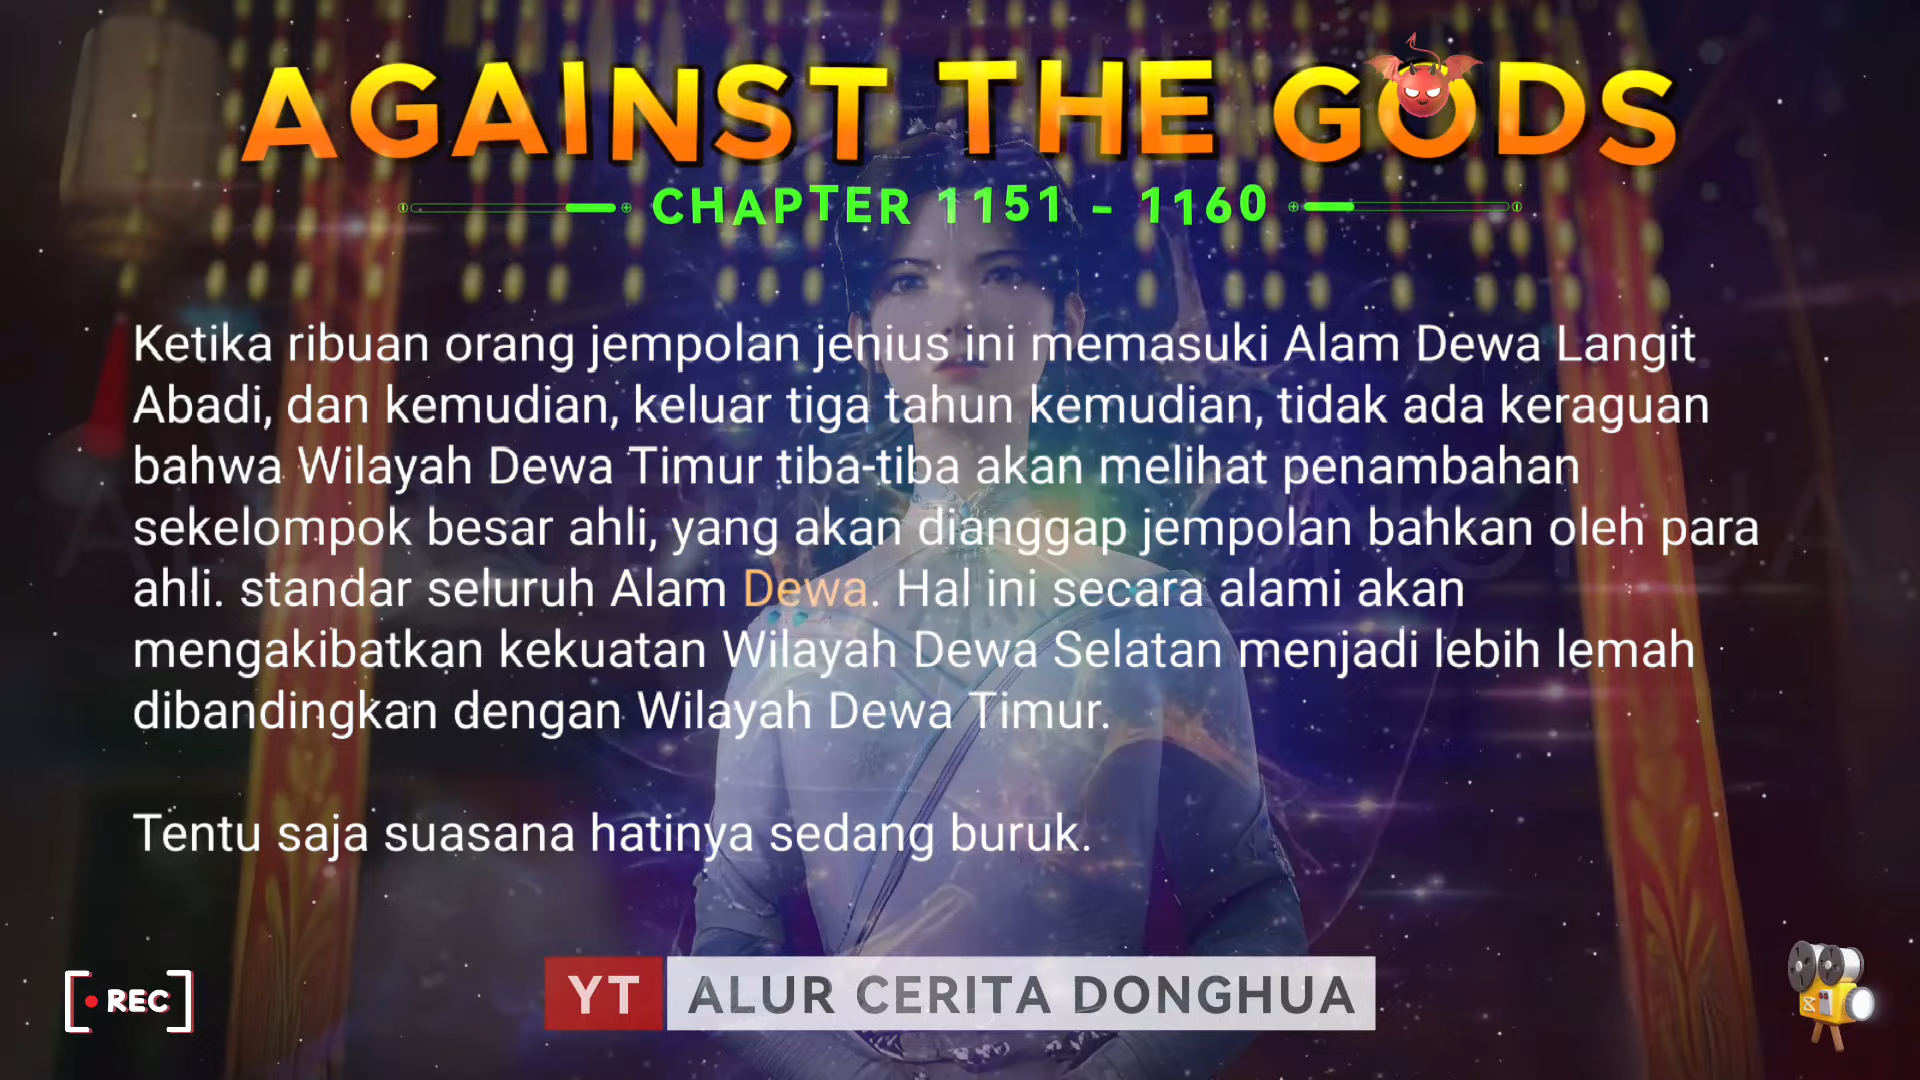 AGAINST THE GODS
CHAPTER 1151 - 1160
Ketika ribuan orang jempolan jenius ini memasuki Alam Dewa Langit
Abadi, dan kemudian, keluar tiga tahun kemudian, tidak ada keraguan
bahwa Wilayah Dewa Timur tiba-tiba akan melihat penambahan
sekelompok besar ahli, yang akan dianggap jempolan bahkan oleh para
ahli. standar seluruh Alam Dewa. Hal ini secara alami akan
mengakibatkan kekuatan Wilayah Dewa Selatan menjadi lebih lemah
dibandingkan dengan Wilayah Dewa Timur.
Tentu saja suasana hatinya sedang buruk.
REC
YT ALUR CERITA DONGHUA